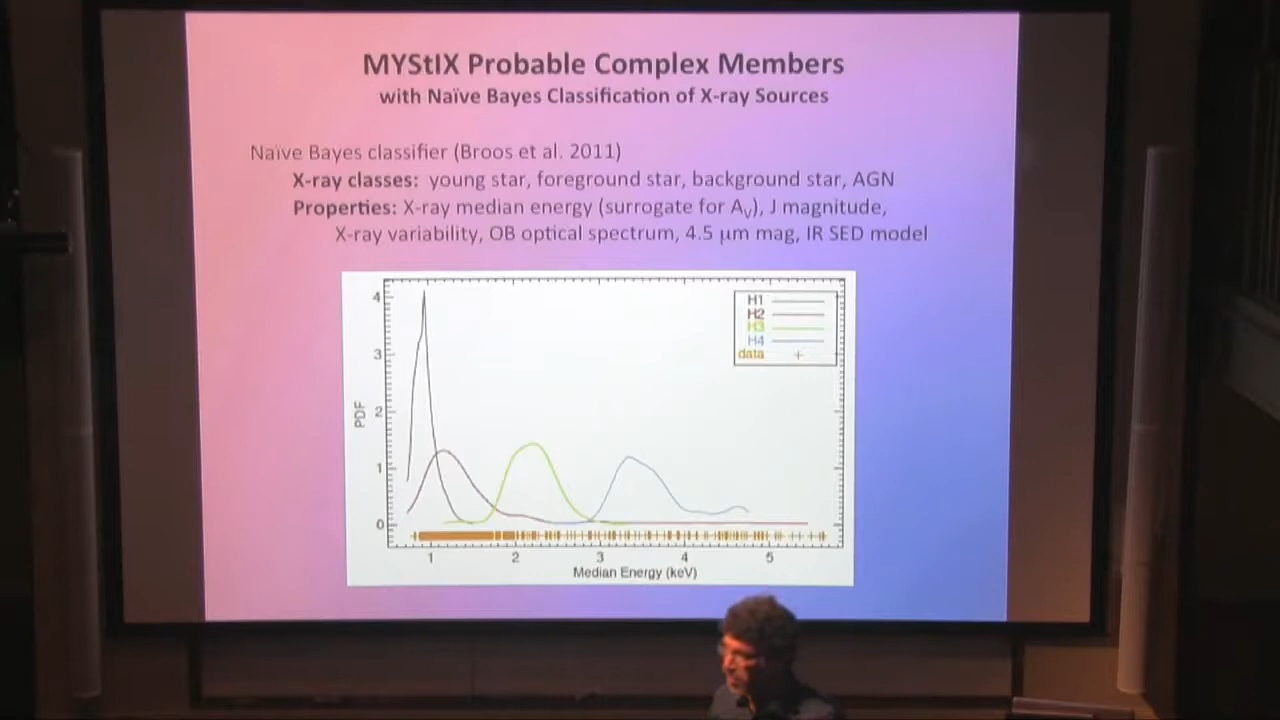 MYStIX Probable Complex Members
with Naïve Bayes Classification of X-ray Sources
Naïve Bayes classifier (Broos et al. 2011)
X-ray classes: young star, foreground star, background star, AGN
Properties: X-ray median energy (surrogate for Av), J magnitude,
X-ray variability, OB optical spectrum, 4.5 μm mag, IR SED model
H1
H2
H3
H4
data
PDF
4
3
2
1
0
1 2 3 4 5
Median Energy (keV)